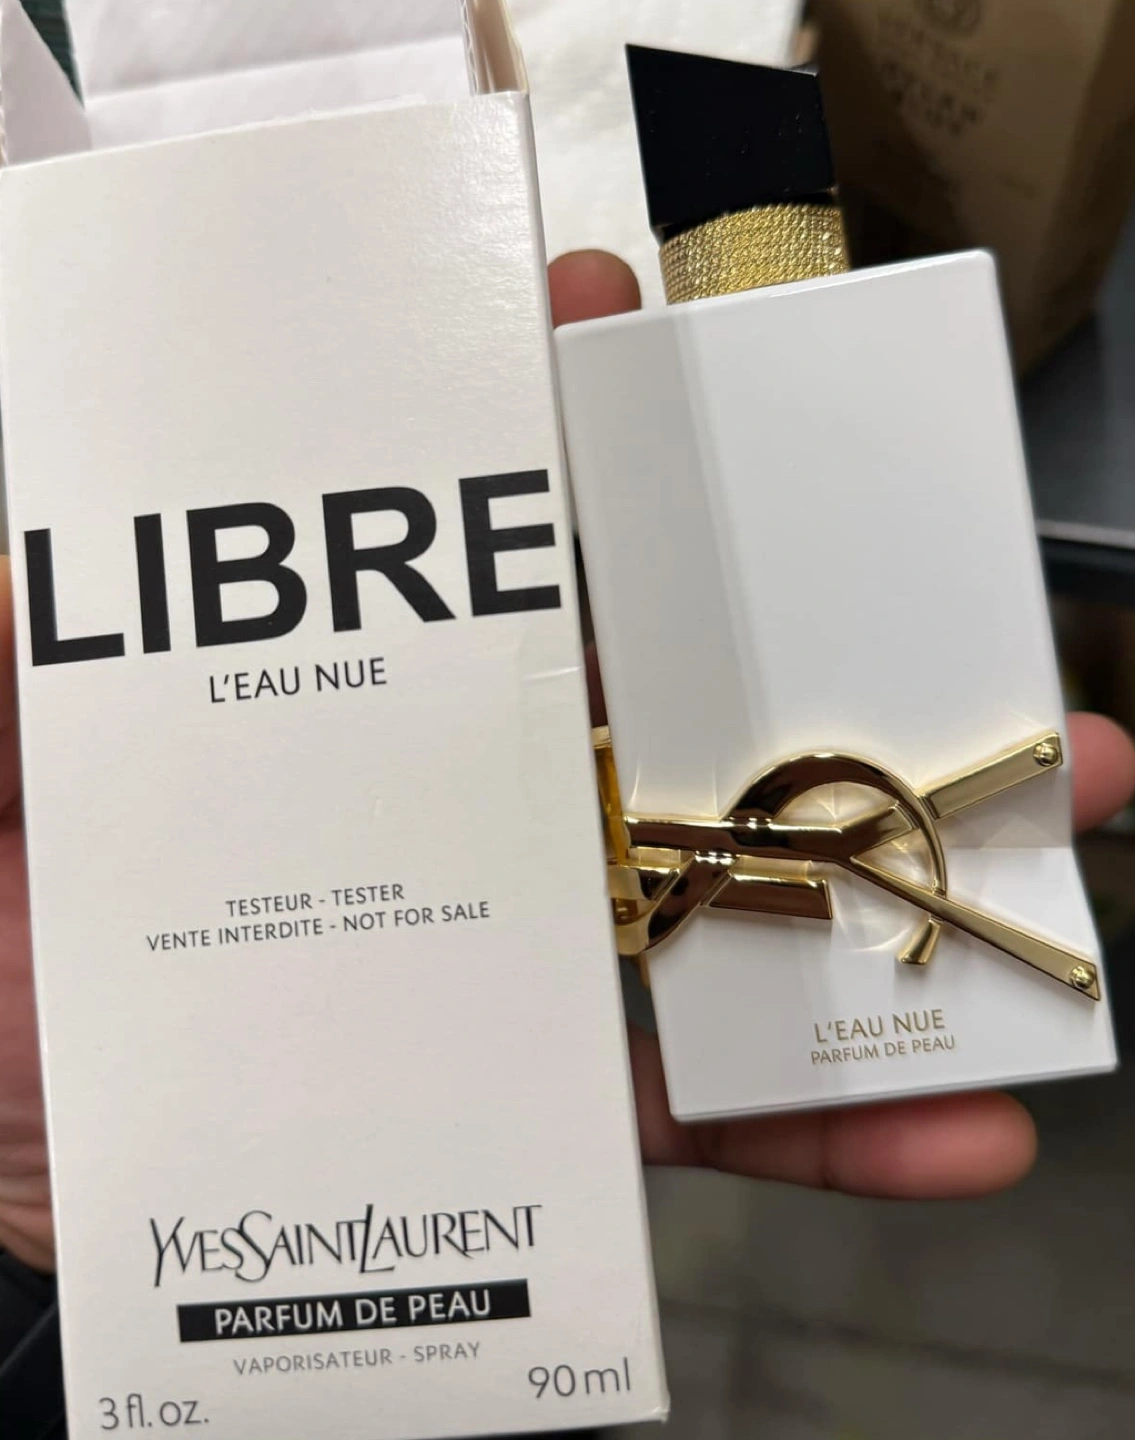 LIBRE
L'EAU NUE
TESTEUR - TESTER
VENTE INTERDITE - NOT FOR SALE
YVESSAINTLAURENT
PARFUM DE PEAU
VAPORISATEUR - SPRAY
3 fl. oz.
90 ml
L'EAU NUE
PARFUM DE PEAU